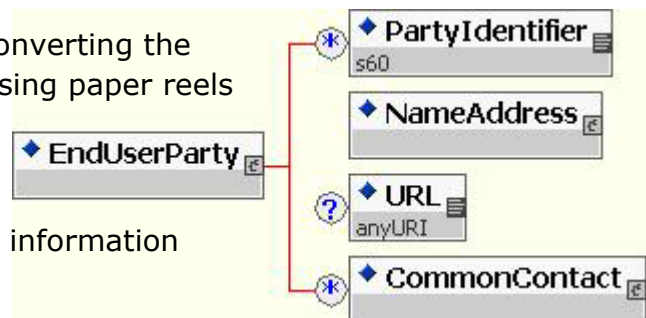 onverting the
sing paper reels
information
EndUserParty
* PartyIdentifier
s60
NameAddress
? URL
anyURI
* CommonContact